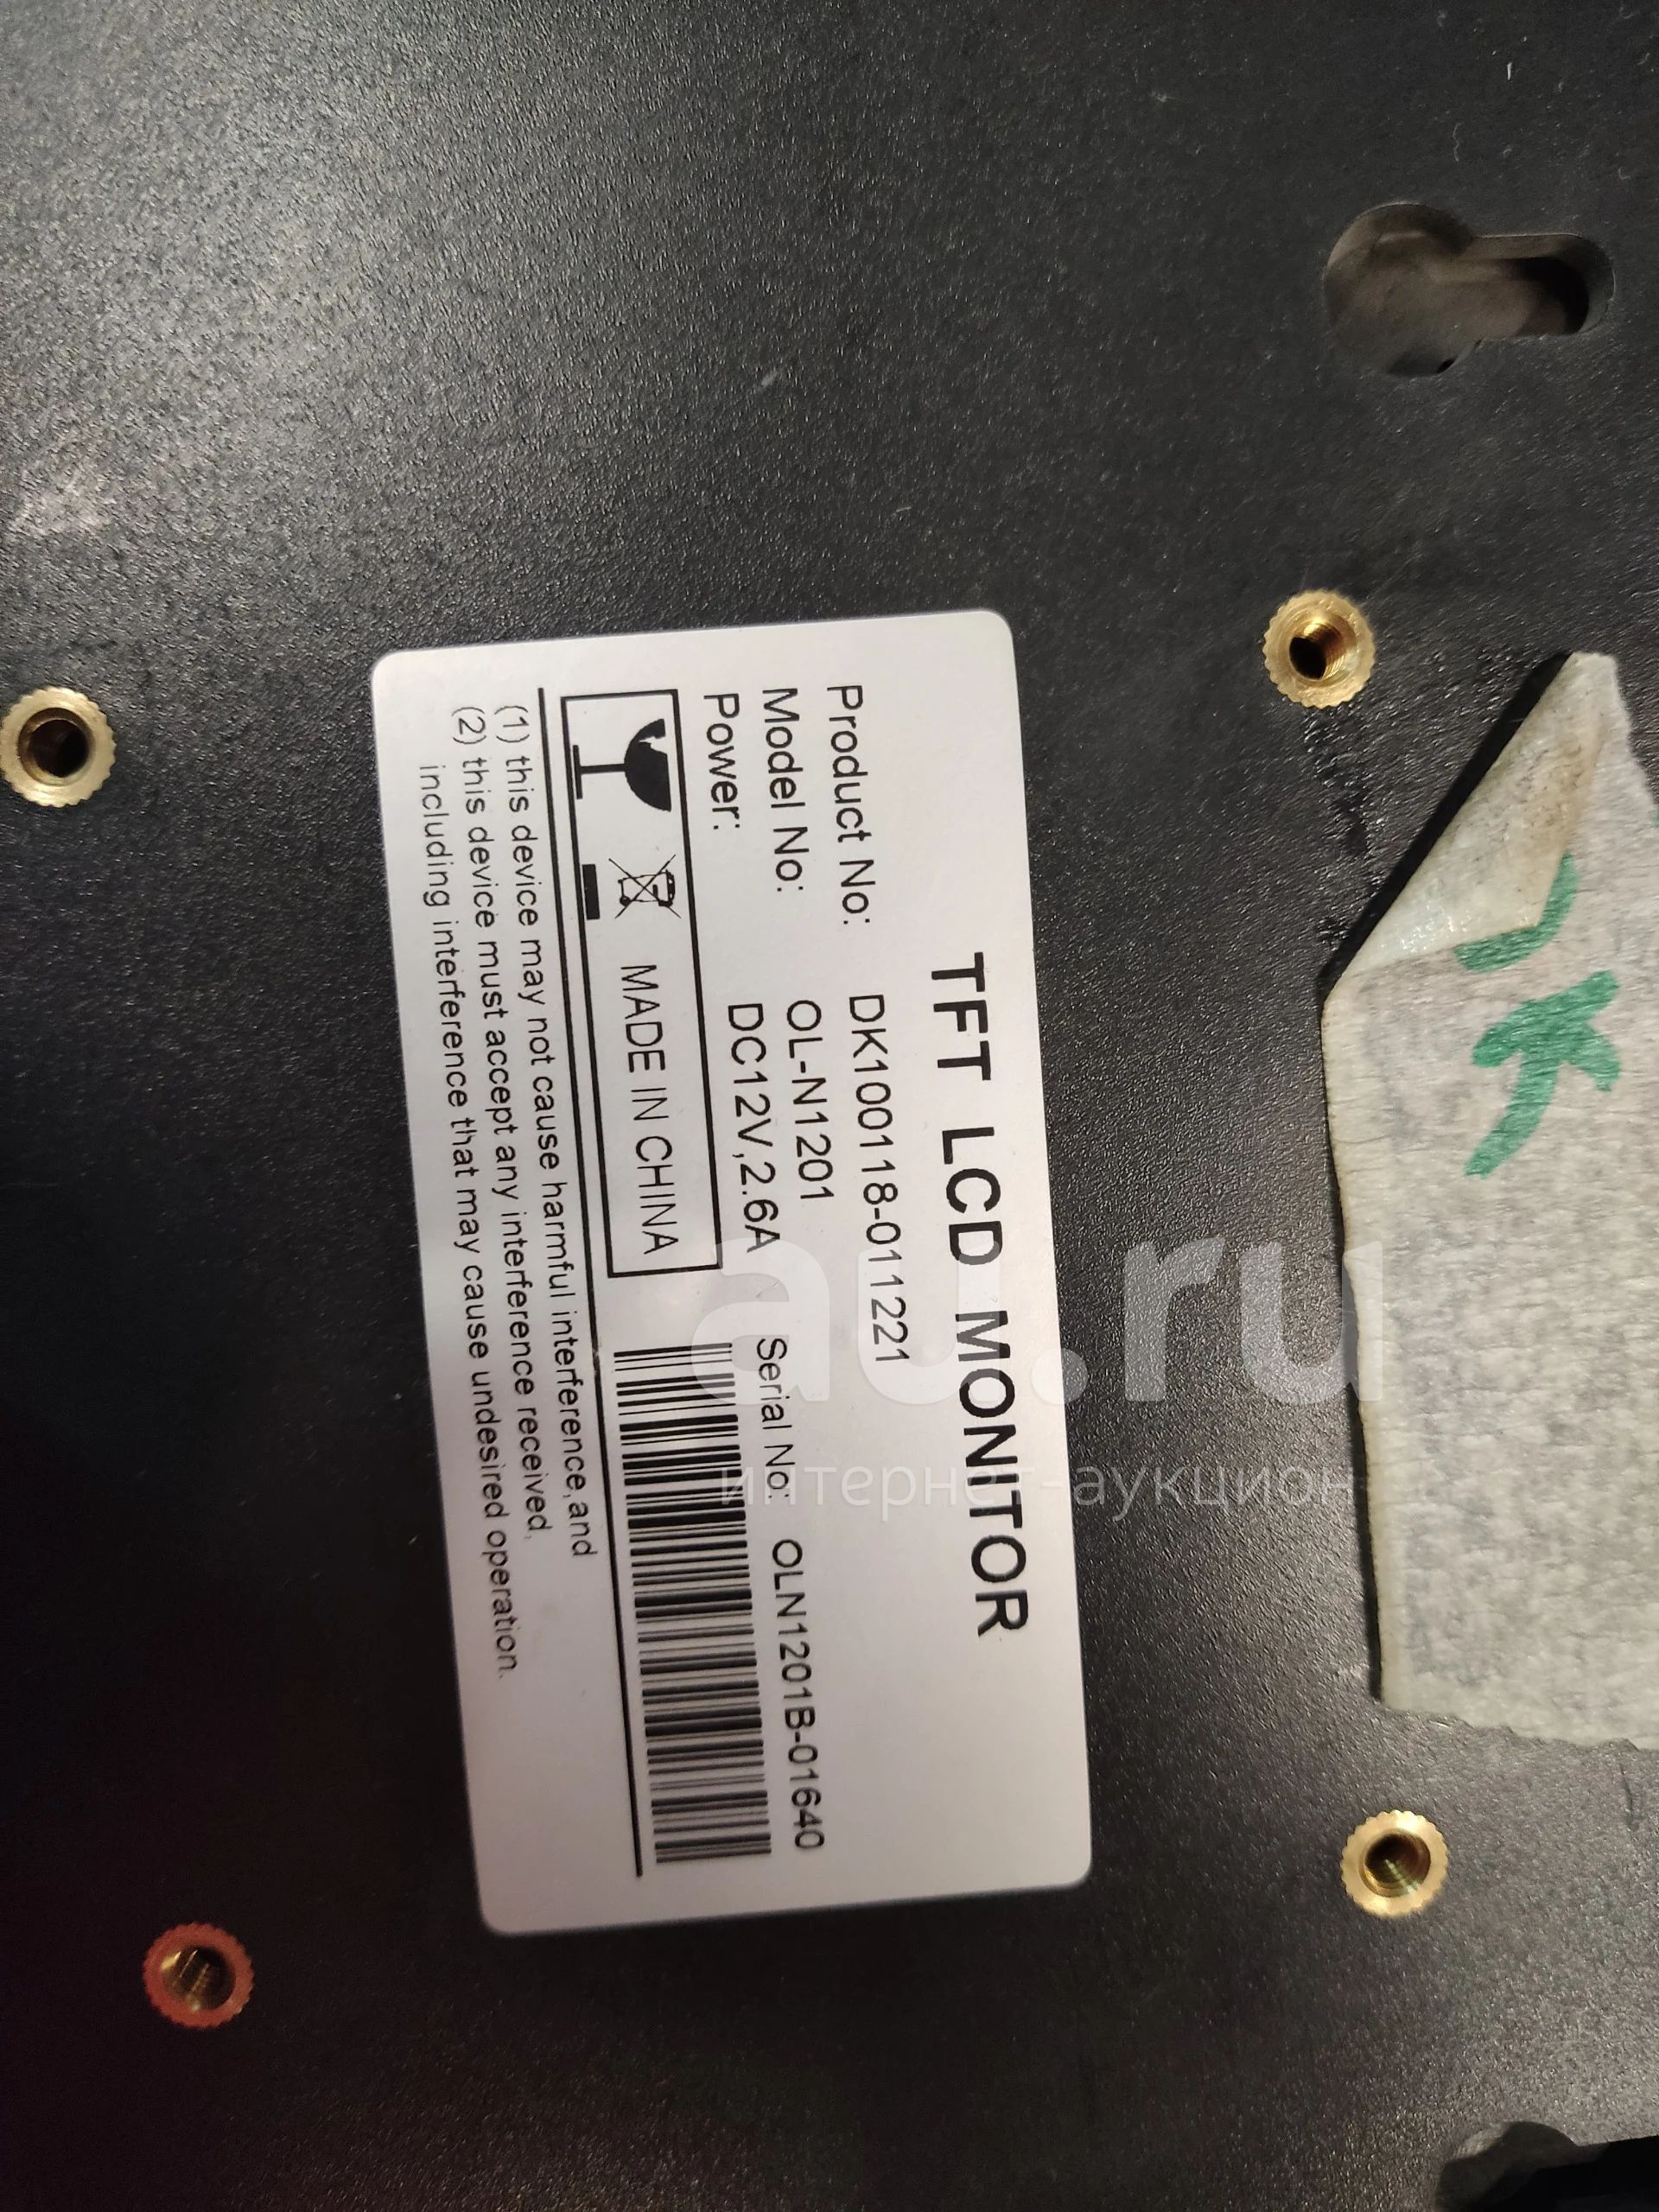 TFT LCD MONITOR
Product No: DK100118-011221
Model No: OL-N1201
Power: DC12V,2.6A
Serial No: OLN1201B-01640
MADE IN CHINA
(1) this device may not cause harmful interference,and
(2) this device must accept any interference received,
including interference that may cause undesired operation.
au.ru
интернет-аукцион